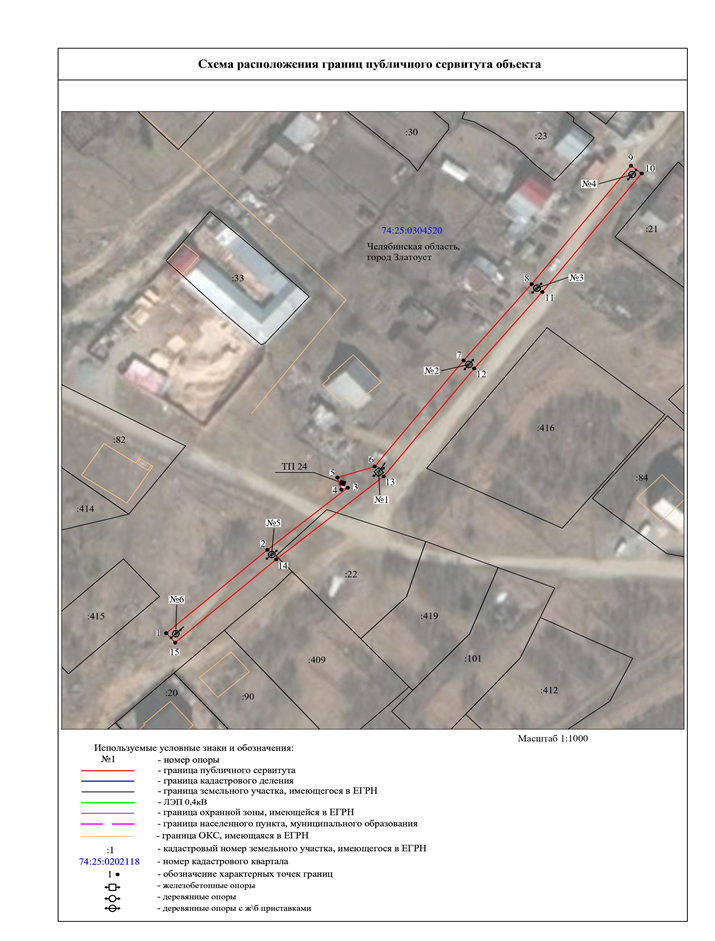 Схема расположения границ публичного сервитута объекта
:30
:23
9
10
№4
:21
74:25:0304520
Челябинская область,
город Златоуст
:33
8
№3
11
7
№2
12
:416
:82
ТП 24
6
5
4
3
13
№1
:84
:414
№5
2
14
:22
№6
:415
1
15
:419
:409
:101
:20
:90
:412
Масштаб 1:1000
Используемые условные знаки и обозначения:
№1 - номер опоры
- граница публичного сервитута
- граница кадастрового деления
- граница земельного участка, имеющегося в ЕГРН
- ЛЭП 0,4кВ
- граница охранной зоны, имеющейся в ЕГРН
- граница населенного пункта, муниципального образования
- граница ОКС, имеющаяся в ЕГРН
:1 - кадастровый номер земельного участка, имеющегося в ЕГРН
74:25:0202118 - номер кадастрового квартала
1 - обозначение характерных точек границ
- железобетонные опоры
- деревянные опоры
- деревянные опоры с ж\б приставками